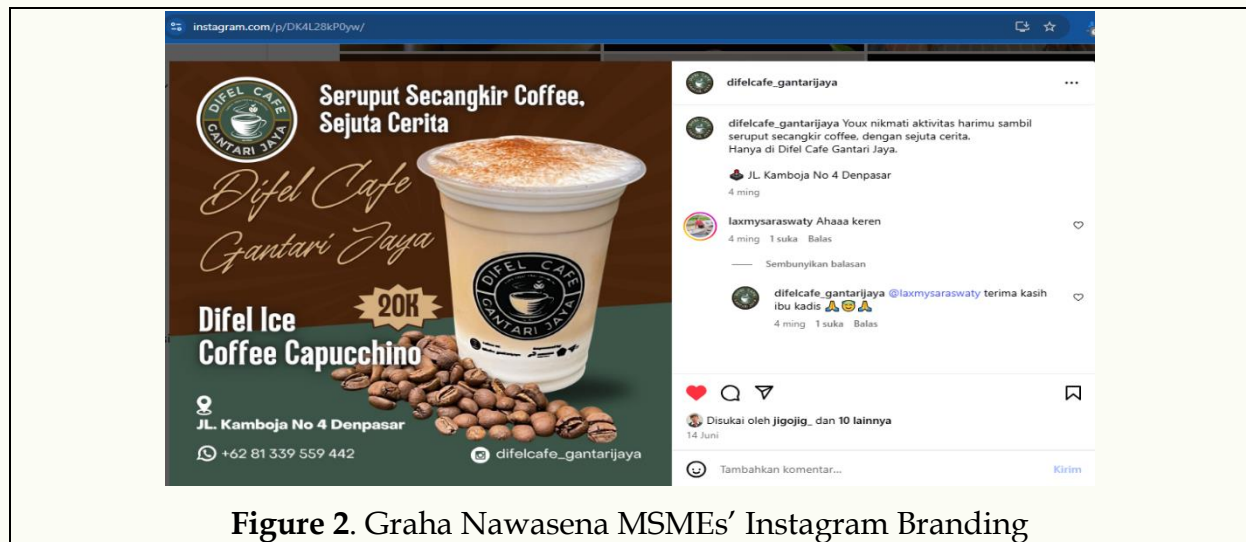 instagram.com/p/DK4L28kP0yw/
DIFEL CAFE
GANTARI JAYA
Seruput Secangkir Coffee,
Sejuta Cerita
Difel Cafe
Gantari Jaya
20K
Difel Ice
Coffee Capucchino
DIFEL CAFE
GANTARI JAYA
JL. Kamboja No 4 Denpasar
+62 81 339 559 442
difelcafe_gantarijaya
difelcafe_gantarijaya
difelcafe_gantarijaya Youx nikmati aktivitas harimu sambil
seruput secangkir coffee, dengan sejuta cerita.
Hanya di Difel Cafe Gantari Jaya.
JL. Kamboja No 4 Denpasar
4 ming
laxmysaraswaty Ahaaa keren
4 ming 1 suka Balas
Sembunyikan balasan
difelcafe_gantarijaya @laxmysaraswaty terima kasih
ibu kadis 🙏😇🙏
4 ming 1 suka Balas
Disukai oleh jigojig_ dan 10 lainnya
14 Juni
Tambahkan komentar...
Kirim
Figure 2. Graha Nawasena MSMEs’ Instagram Branding